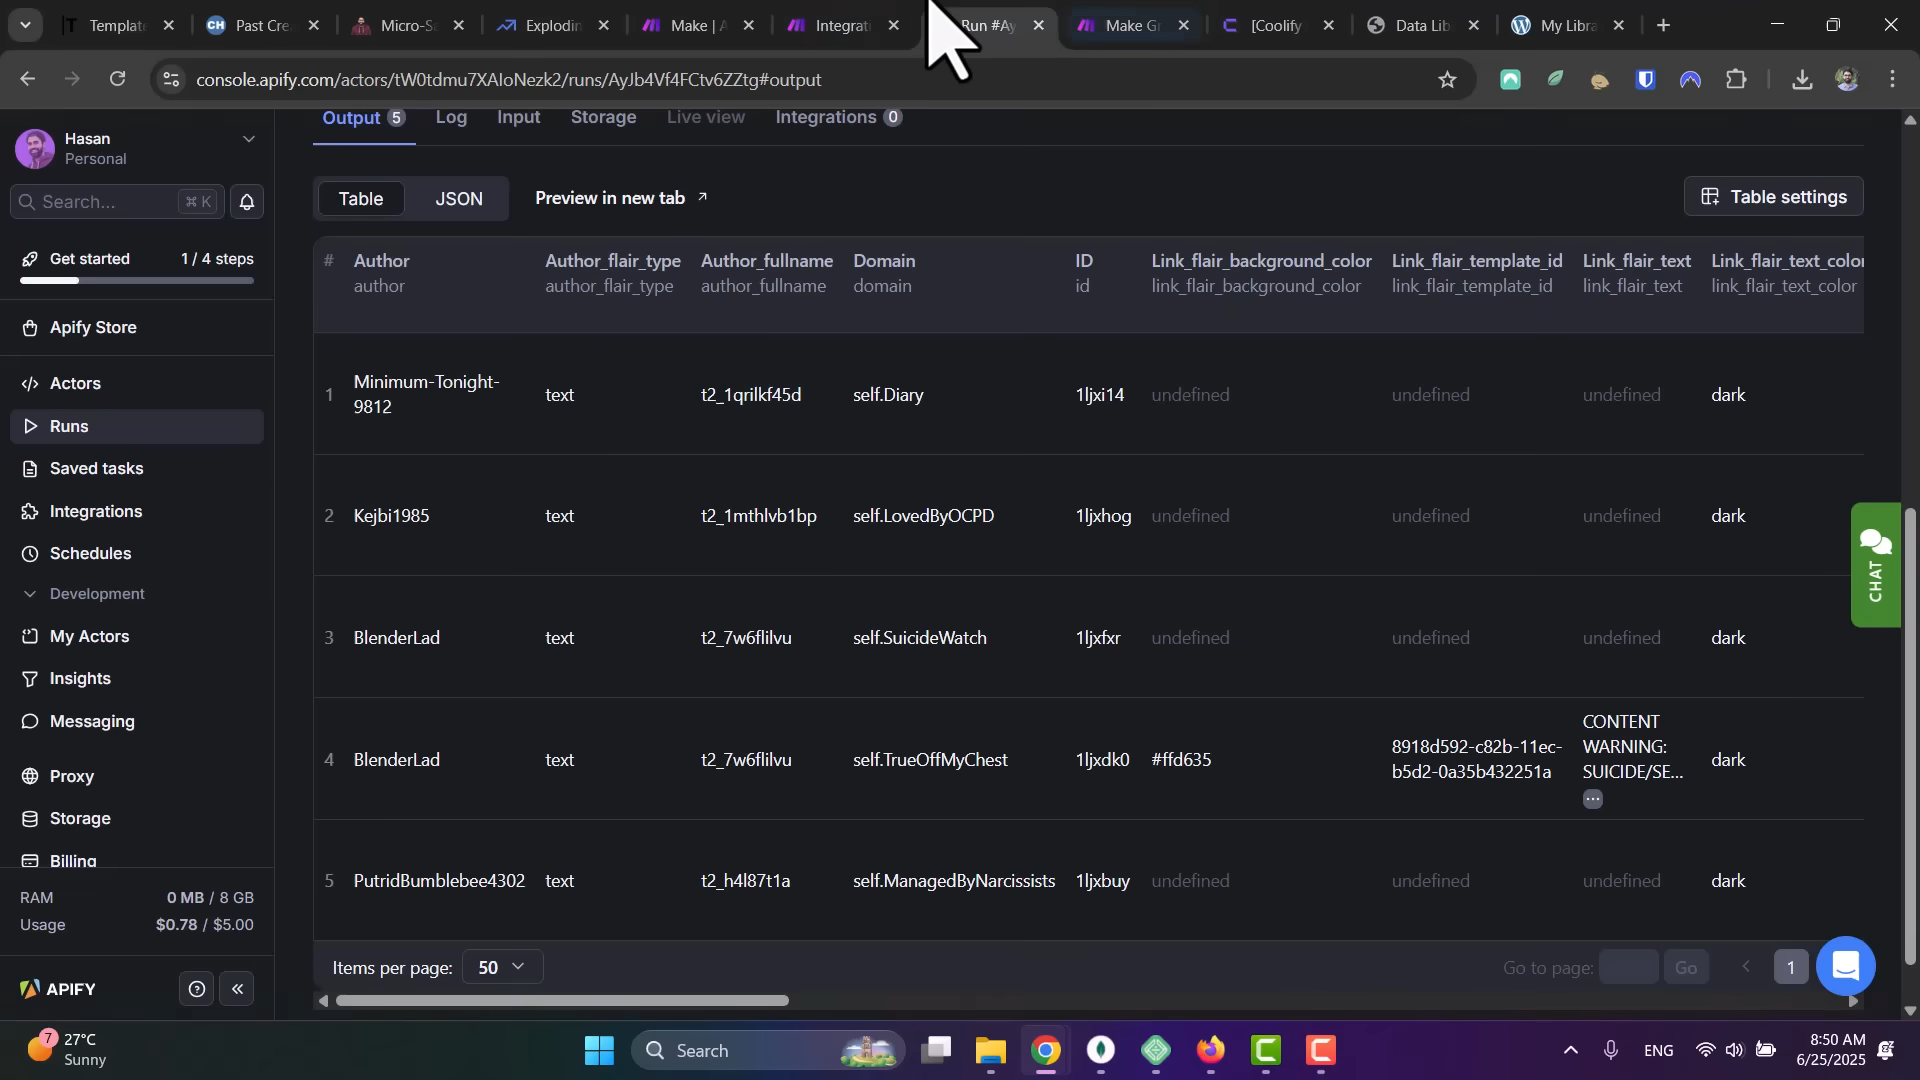 Templat
Past Cre
Micro-S
Explodin
Make | A
Integrati
Run #Ay
Make Gr
[Coolify
Data Lib
My Libra
console.apify.com/actors/tW0tdmu7XAIoNezk2/runs/AyJb4Vf4FCtv6ZZtg#output
Hasan
Personal
Search...
⌘ K
Get started
1 / 4 steps
Apify Store
Actors
Runs
Saved tasks
Integrations
Schedules
Development
My Actors
Insights
Messaging
Proxy
Storage
Billing
RAM 0 MB / 8 GB
Usage $0.78 / $5.00
APIFY
Output 5 Log Input Storage Live view Integrations 0
Table JSON Preview in new tab
Table settings
# Author Author_flair_type Author_fullname Domain ID Link_flair_background_color Link_flair_template_id Link_flair_text Link_flair_text_color
author author_flair_type author_fullname domain id link_flair_background_color link_flair_template_id link_flair_text link_flair_text_color
1 Minimum-Tonight-
9812 text t2_1qrilkf45d self.Diary 1ljxi14 undefined undefined undefined dark
2 Kejbi1985 text t2_1mthlvb1bp self.LovedByOCPD 1ljxhog undefined undefined undefined dark
3 BlenderLad text t2_7w6flilvu self.SuicideWatch 1ljxfxr undefined undefined undefined dark
4 BlenderLad text t2_7w6flilvu self.TrueOffMyChest 1ljxdk0 #ffd635
8918d592-c82b-11ec-
b5d2-0a35b432251a
CONTENT
WARNING:
SUICIDE/SE...
dark
5 PutridBumblebee4302 text t2_h4l87t1a self.ManagedByNarcissists 1ljxbuy undefined undefined undefined dark
Items per page: 50
Go to page: Go 1
CHAT
7
27°C
Sunny
Search
ENG
8:50 AM
6/25/2025